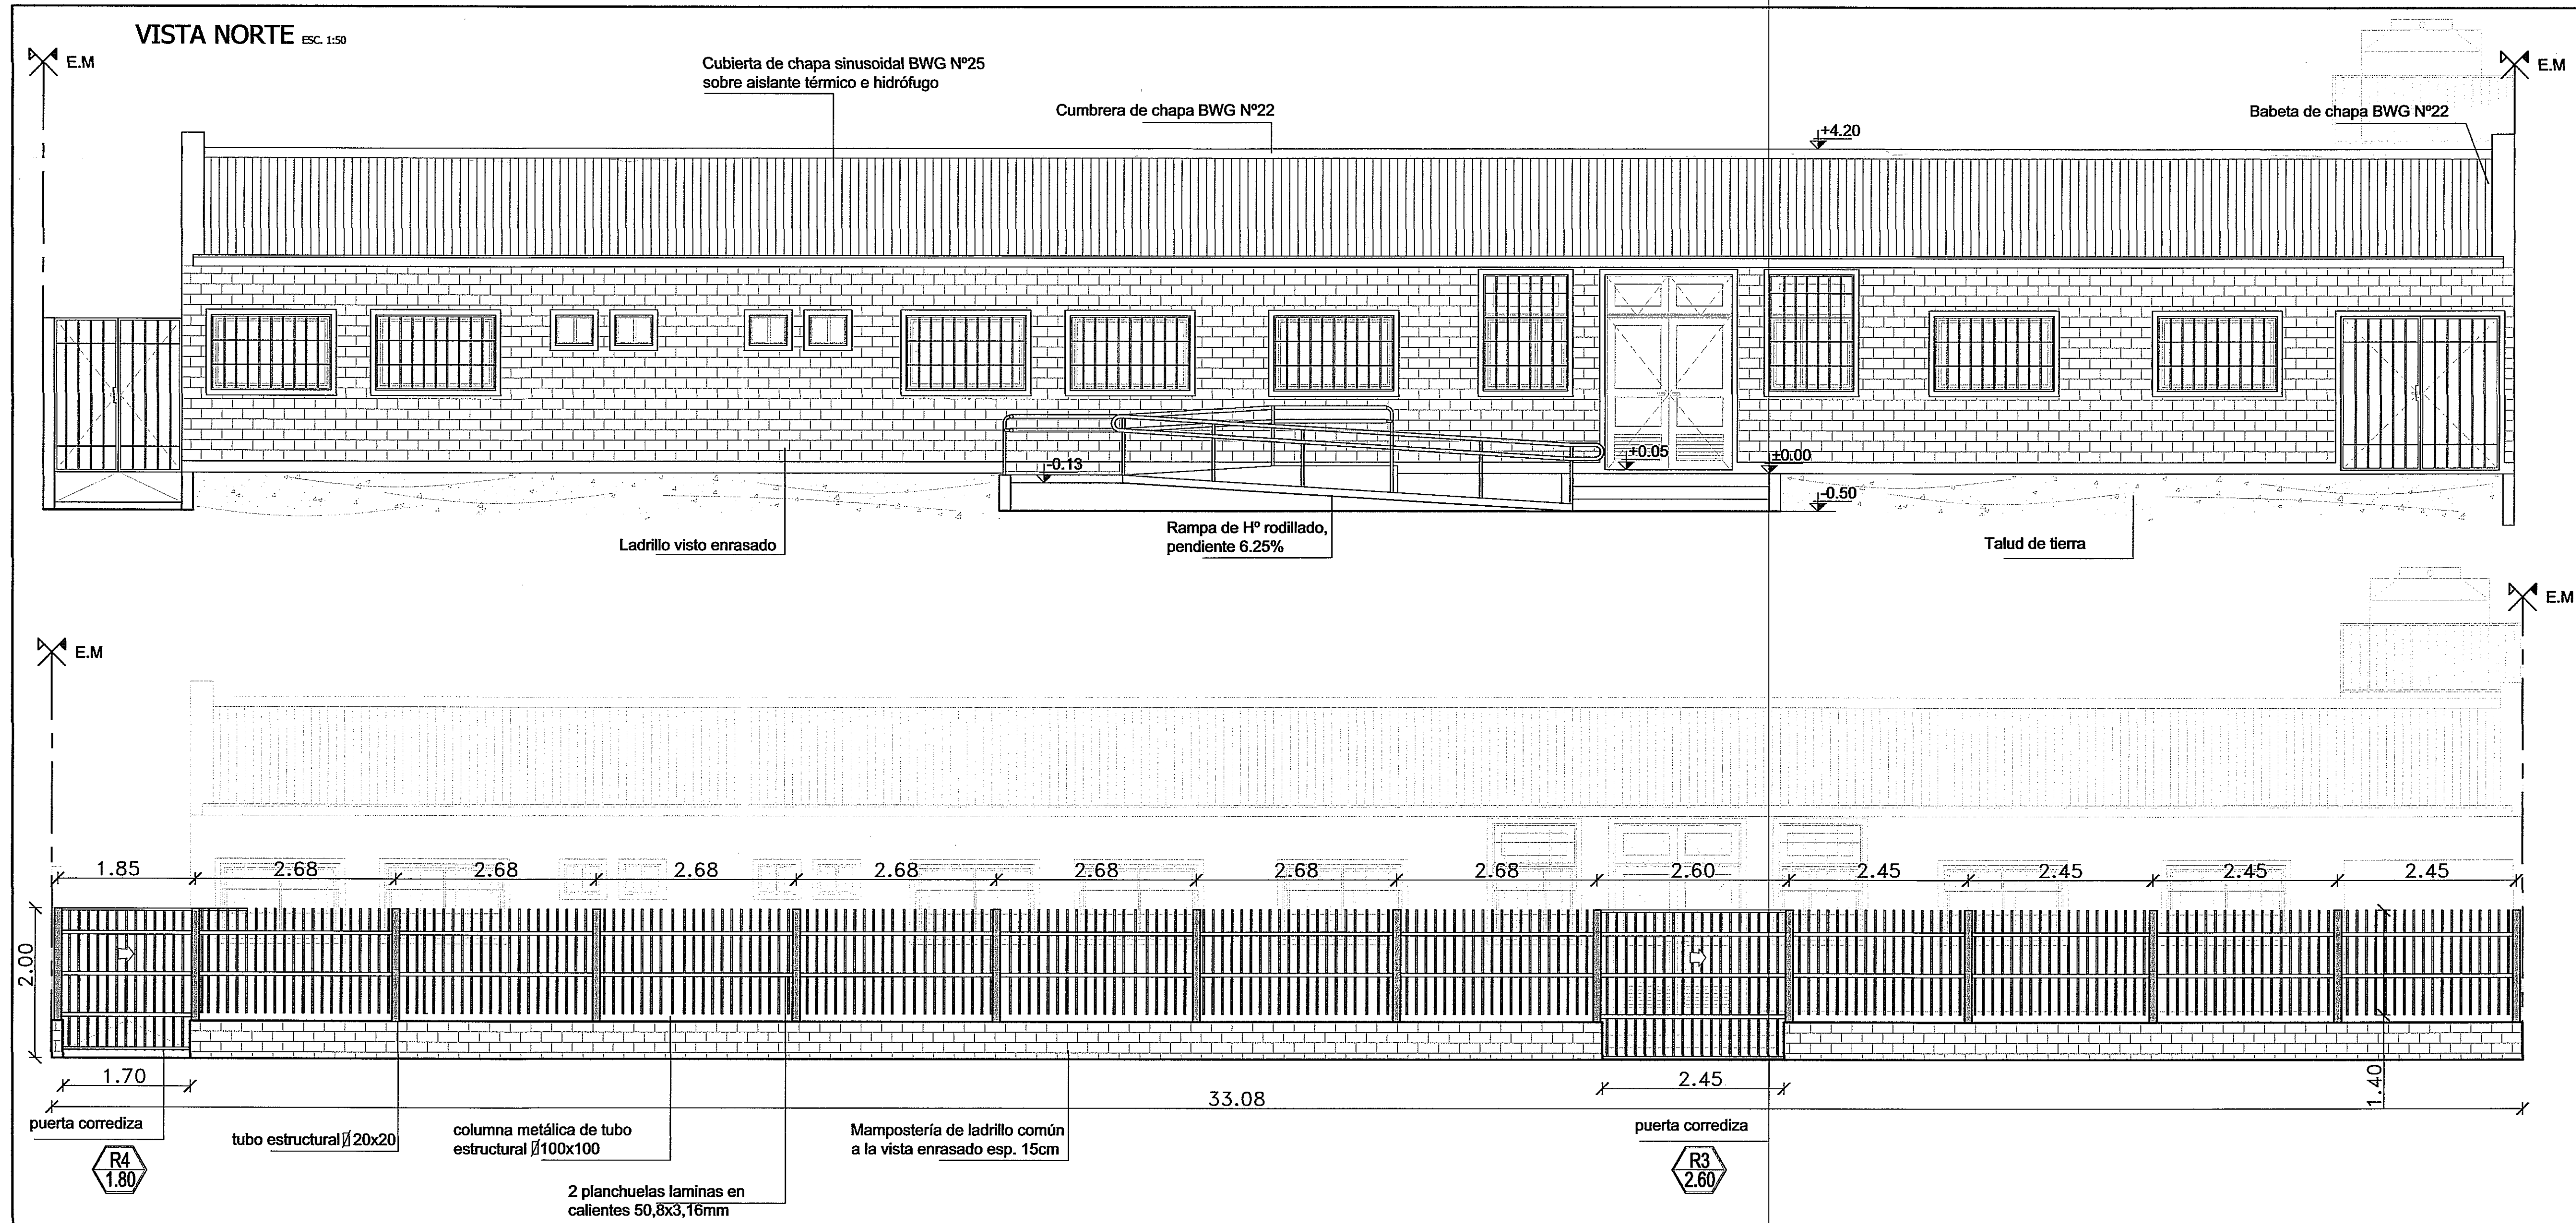 VISTA NORTE ESC. 1:50
E.M
E.M
Cubierta de chapa sinusoidal BWG Nº25
sobre aislante térmico e hidrófugo
Cumbrera de chapa BWG Nº22
Babeta de chapa BWG Nº22
+4.20
-0.13
+0.05
±0.00
-0.50
Ladrillo visto enrasado
Rampa de Hº rodillado,
pendiente 6.25%
Talud de tierra
E.M
E.M
1.85 2.68 2.68 2.68 2.68 2.68 2.68 2.68 2.60 2.45 2.45 2.45 2.45
2.00
1.40
1.70
2.45
33.08
puerta corrediza
R4
1.80
tubo estructural ∅ 20x20
columna metálica de tubo
estructural ∅100x100
2 planchuelas laminas en
calientes 50,8x3,16mm
Mampostería de ladrillo común
a la vista enrasado esp. 15cm
puerta corrediza
R3
2.60